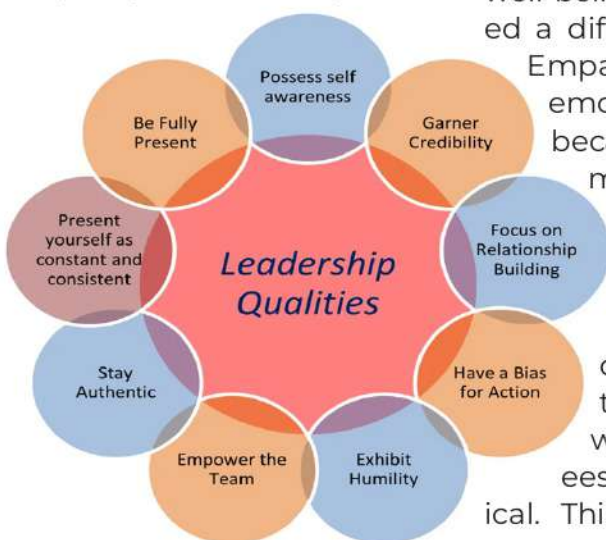 ed a dif
Empa
emo
bec
m
Possess self
awareness
Garner
Credibility
Focus on
Relationship
Building
Have a Bias
for Action
Exhibit
Humility
Empower the
Team
Stay
Authentic
Present
yourself as
constant and
consistent
Be Fully
Present
Leadership
Qualities
t
w
ees
ical. Thi